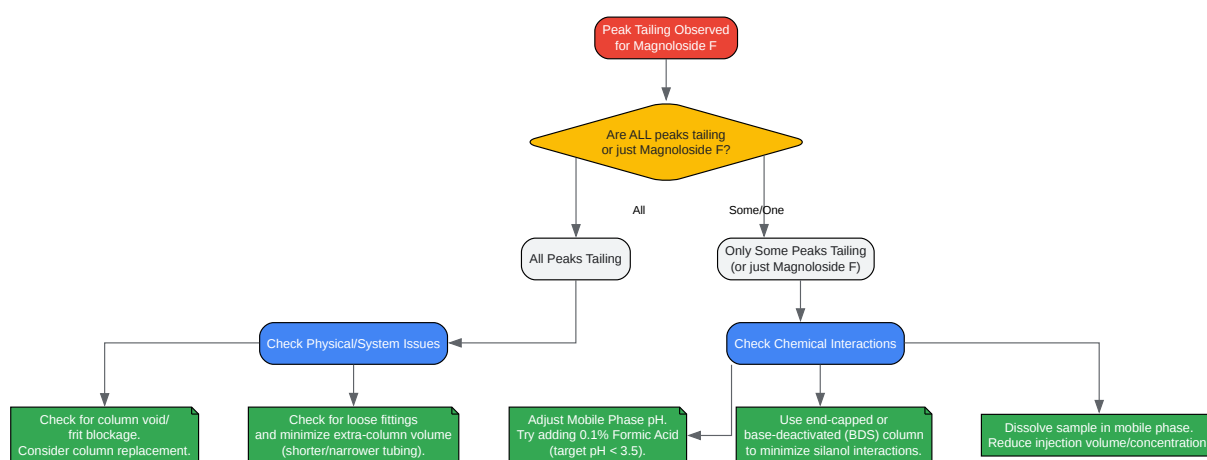 Peak Tailing Observed
for Magnoloside F
Are ALL peaks tailing
or just Magnoloside F?
All
Some/One
All Peaks Tailing
Only Some Peaks Tailing
(or just Magnoloside F)
Check Physical/System Issues
Check Chemical Interactions
Check for column void/
frit blockage.
Consider column replacement.
Check for loose fittings
and minimize extra-column volume
(shorter/narrower tubing).
Adjust Mobile Phase pH.
Try adding 0.1% Formic Acid
(target pH < 3.5).
Use end-capped or
base-deactivated (BDS) column
to minimize silanol interactions.
Dissolve sample in mobile phase.
Reduce injection volume/concentration